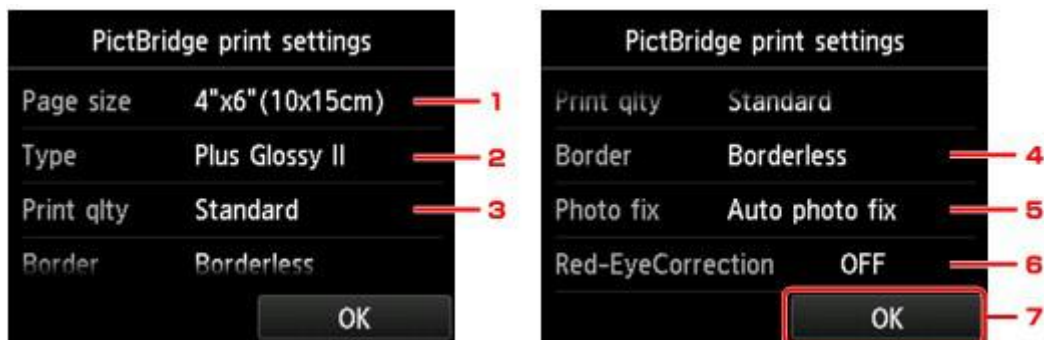 PictBridge print settings
Page size 4"x6"(10x15cm) 1
Type Plus Glossy II 2
Print qlty Standard 3
Border Borderless
OK
PictBridge print settings
Print qlty Standard
Border Borderless 4
Photo fix Auto photo fix 5
Red-EyeCorrection OFF 6
OK 7